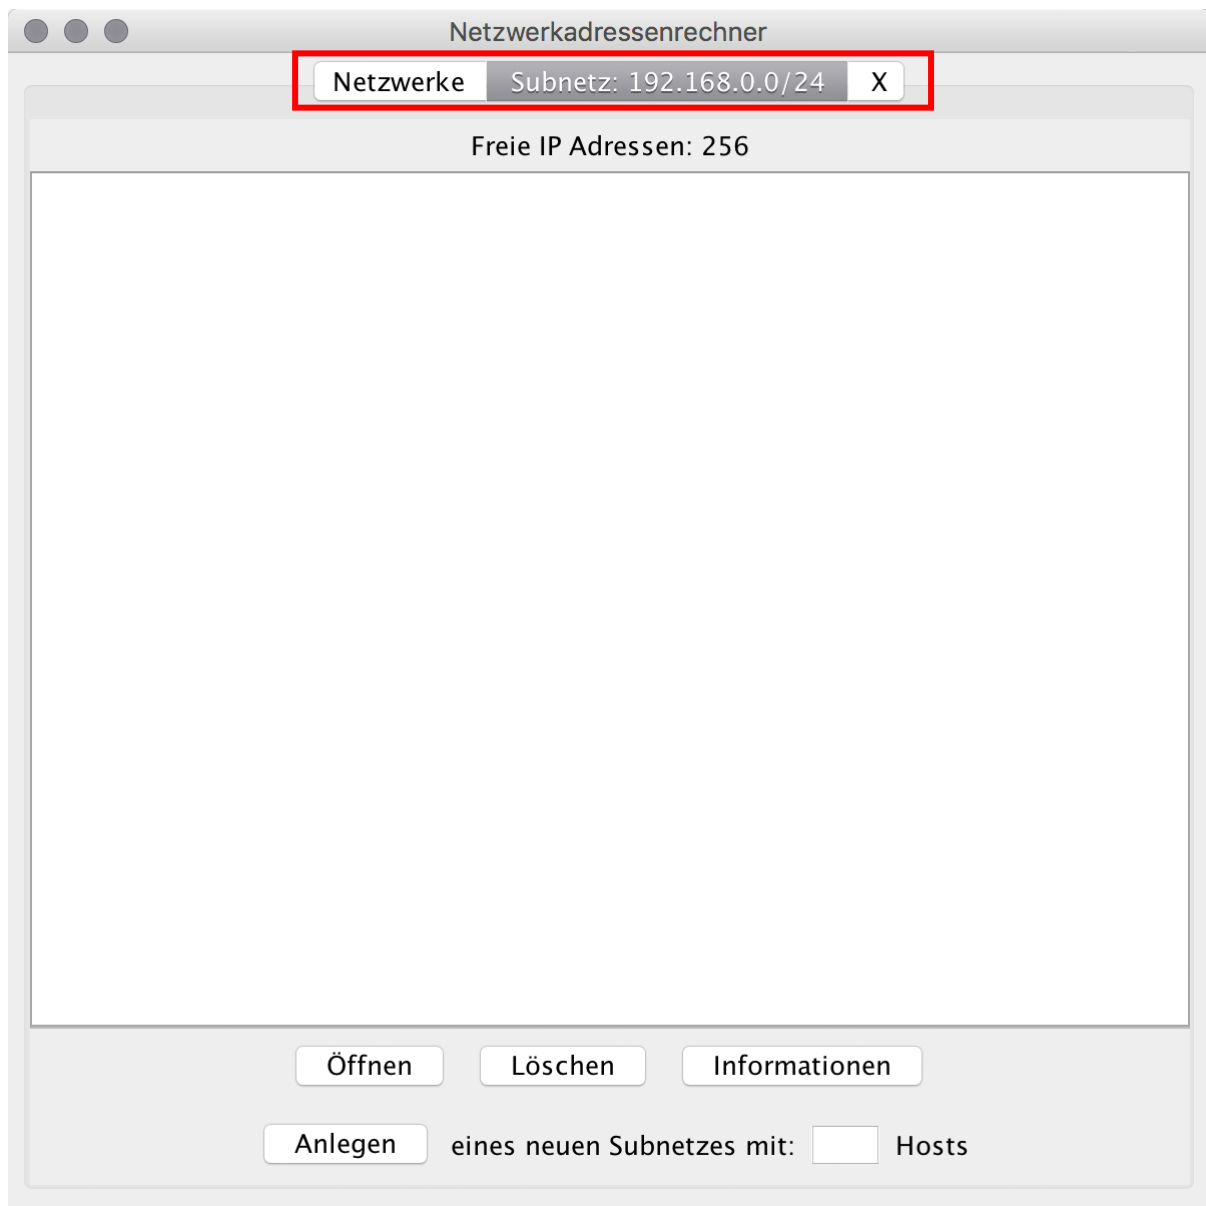 Netzwerkadressenrechner
Netzwerke Subnetz: 192.168.0.0/24 X
Freie IP Adressen: 256
Öffnen Löschen Informationen
Anlegen eines neuen Subnetzes mit: Hosts